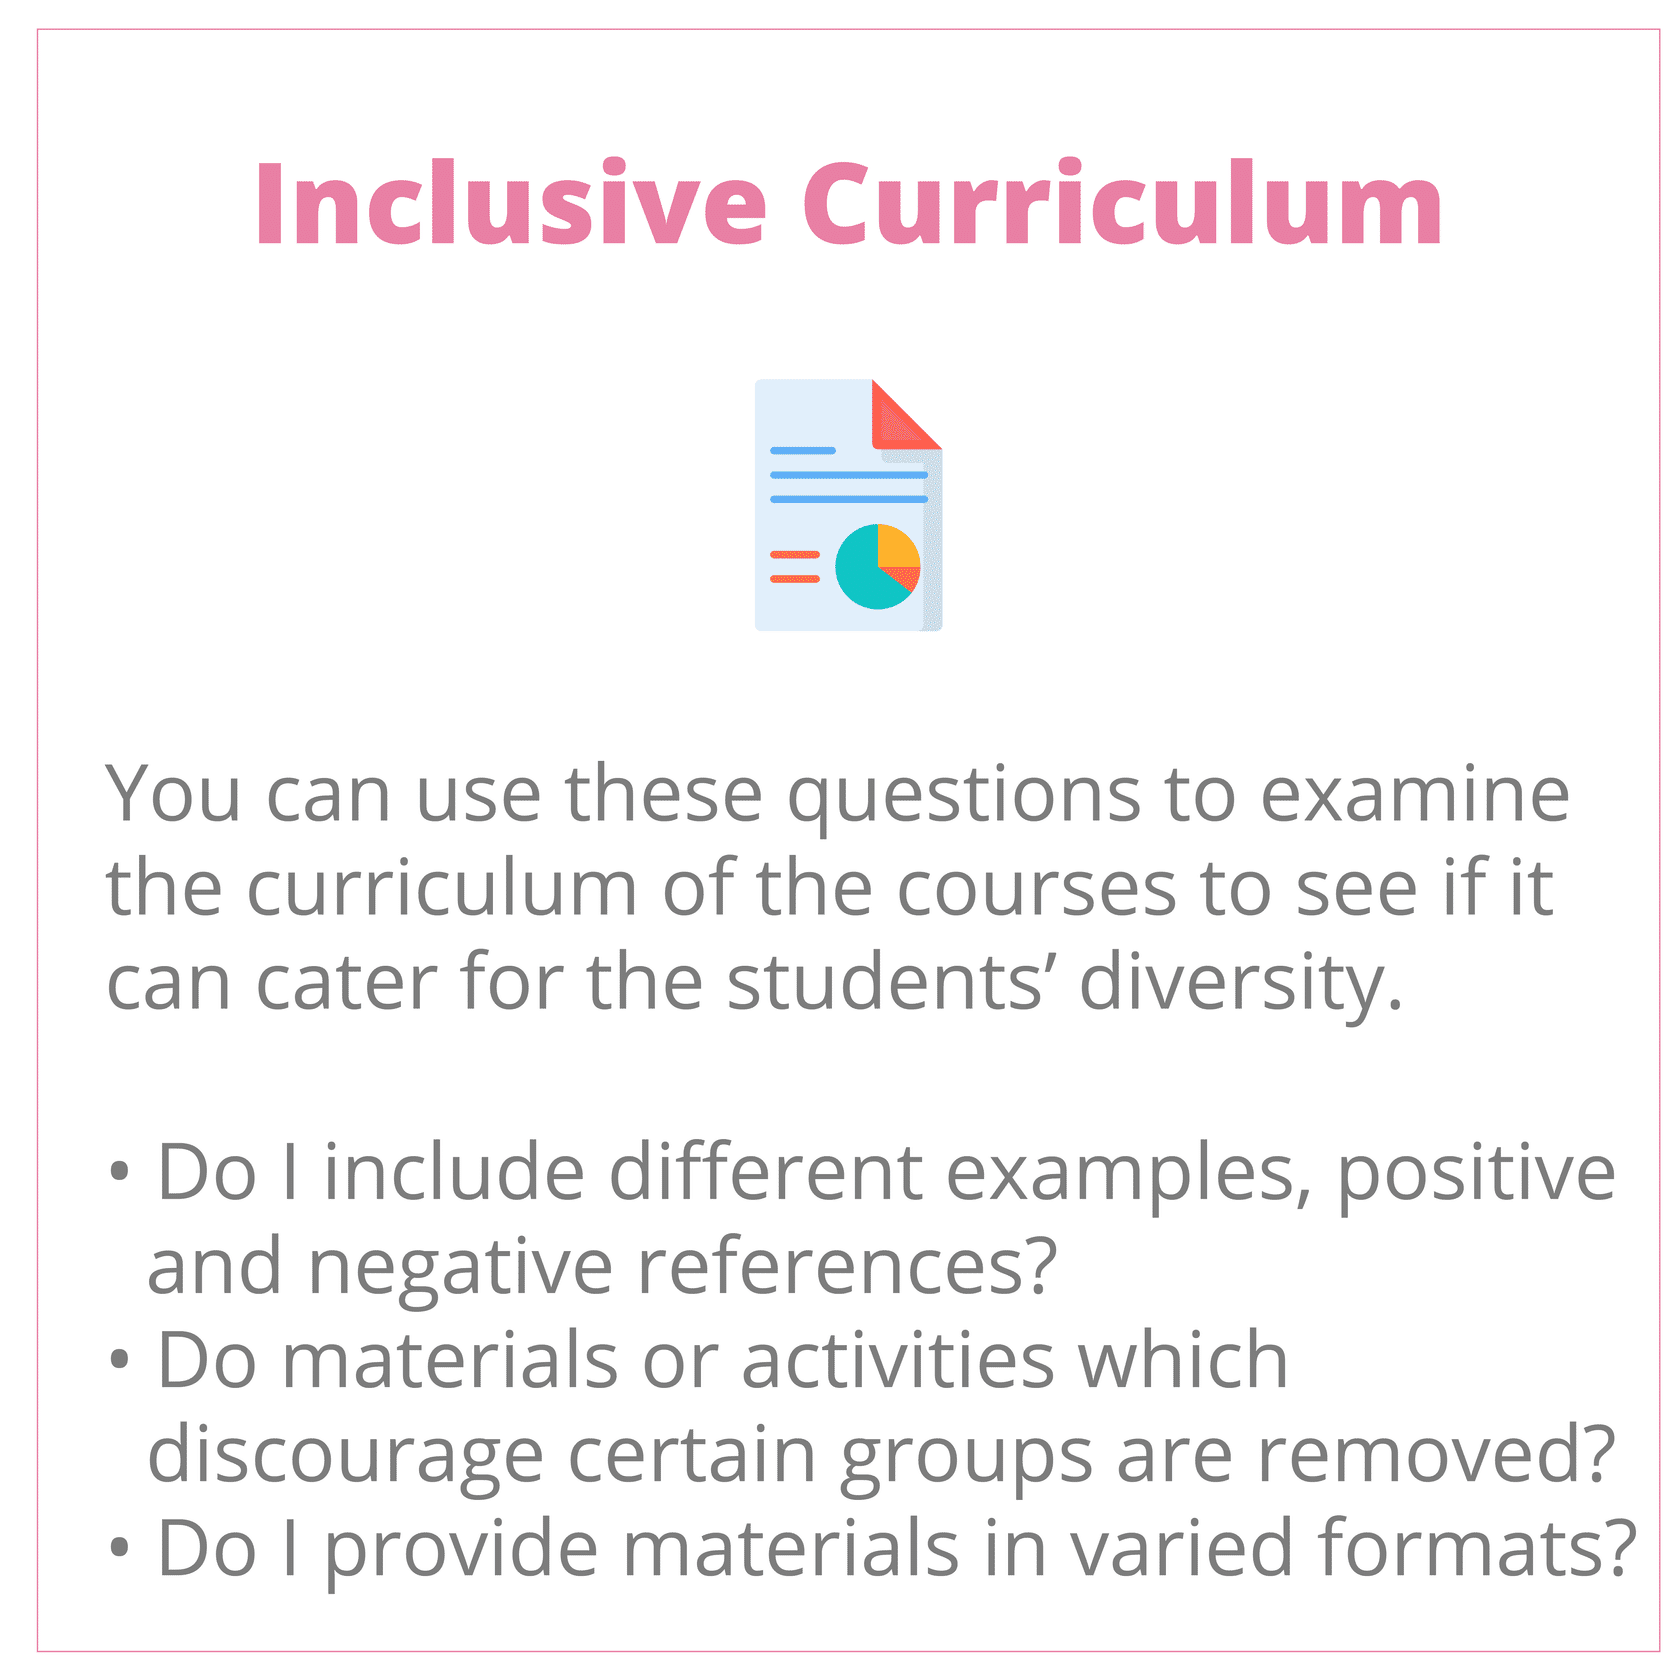 Inclusive Curriculum
You can use these questions to examine
the curriculum of the courses to see if it
can cater for the students’ diversity.
• Do I include different examples, positive
and negative references?
• Do materials or activities which
discourage certain groups are removed?
• Do I provide materials in varied formats?